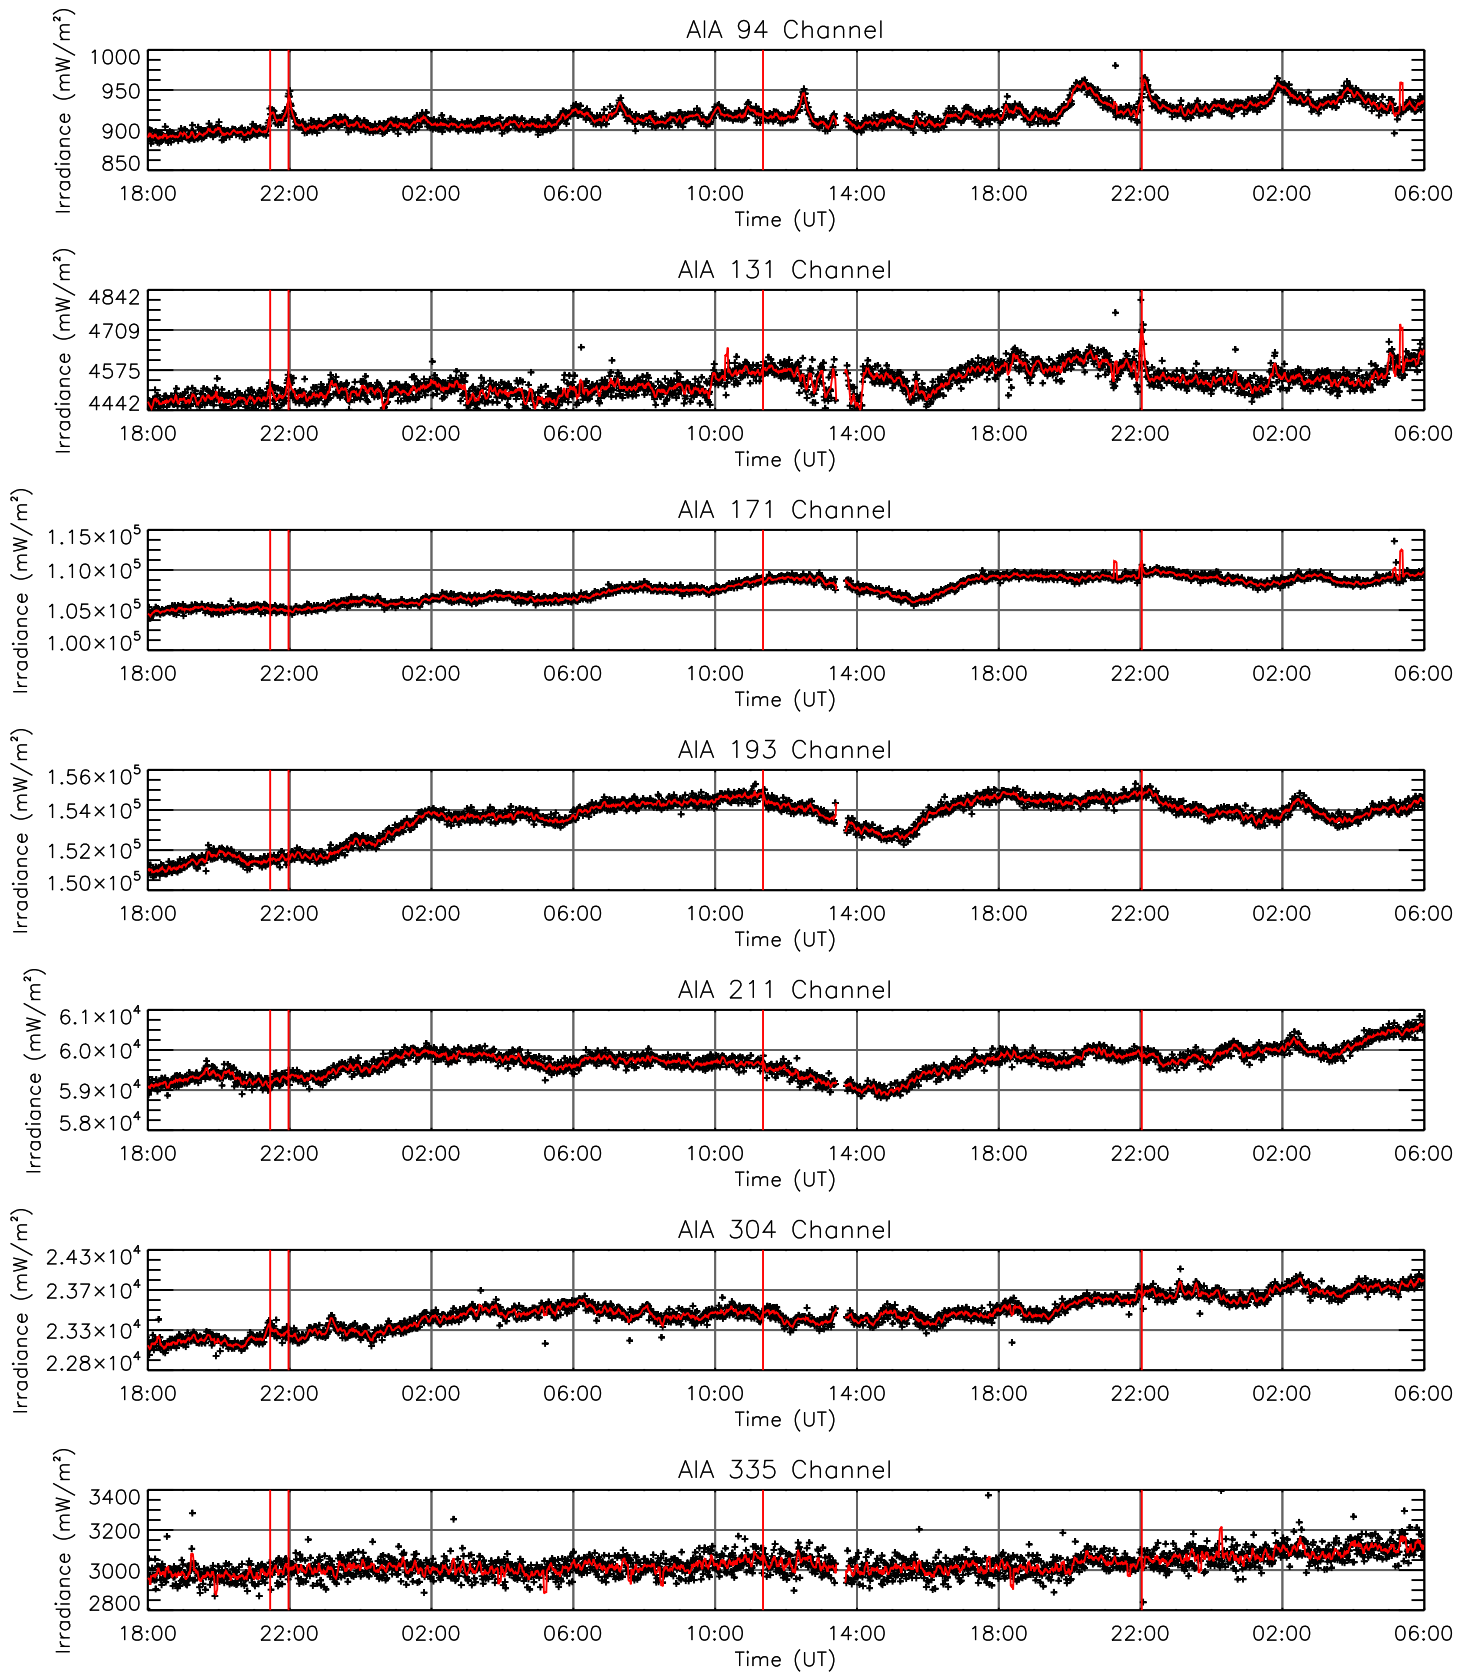 AIA 94 Channel
Irradiance (mW/m²)
1000
950
900
850
18:00 22:00 02:00 06:00 10:00 14:00 18:00 22:00 02:00 06:00
Time (UT)
AIA 131 Channel
Irradiance (mW/m²)
4842
4709
4575
4442
18:00 22:00 02:00 06:00 10:00 14:00 18:00 22:00 02:00 06:00
Time (UT)
AIA 171 Channel
Irradiance (mW/m²)
1.15×10⁵
1.10×10⁵
1.05×10⁵
1.00×10⁵
18:00 22:00 02:00 06:00 10:00 14:00 18:00 22:00 02:00 06:00
Time (UT)
AIA 193 Channel
Irradiance (mW/m²)
1.56×10⁵
1.54×10⁵
1.52×10⁵
1.50×10⁵
18:00 22:00 02:00 06:00 10:00 14:00 18:00 22:00 02:00 06:00
Time (UT)
AIA 211 Channel
Irradiance (mW/m²)
6.1×10⁴
6.0×10⁴
5.9×10⁴
5.8×10⁴
18:00 22:00 02:00 06:00 10:00 14:00 18:00 22:00 02:00 06:00
Time (UT)
AIA 304 Channel
Irradiance (mW/m²)
2.43×10⁴
2.37×10⁴
2.33×10⁴
2.28×10⁴
18:00 22:00 02:00 06:00 10:00 14:00 18:00 22:00 02:00 06:00
Time (UT)
AIA 335 Channel
Irradiance (mW/m²)
3400
3200
3000
2800
18:00 22:00 02:00 06:00 10:00 14:00 18:00 22:00 02:00 06:00
Time (UT)